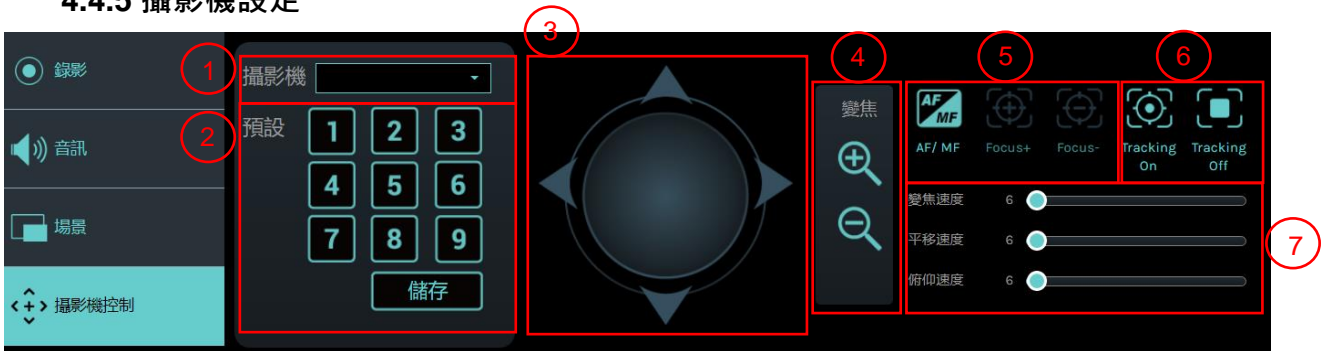 4.4.5 攝影機設定
3
錄影
1
攝影機
4
5
6
變焦
AF
MF
AF/ MF
Focus+
Focus-
Tracking
On
Tracking
Off
2
音訊
預設
1 2 3
4 5 6
7 8 9
儲存
場景
攝影機控制
變焦速度 6
平移速度 6
俯仰速度 6
7